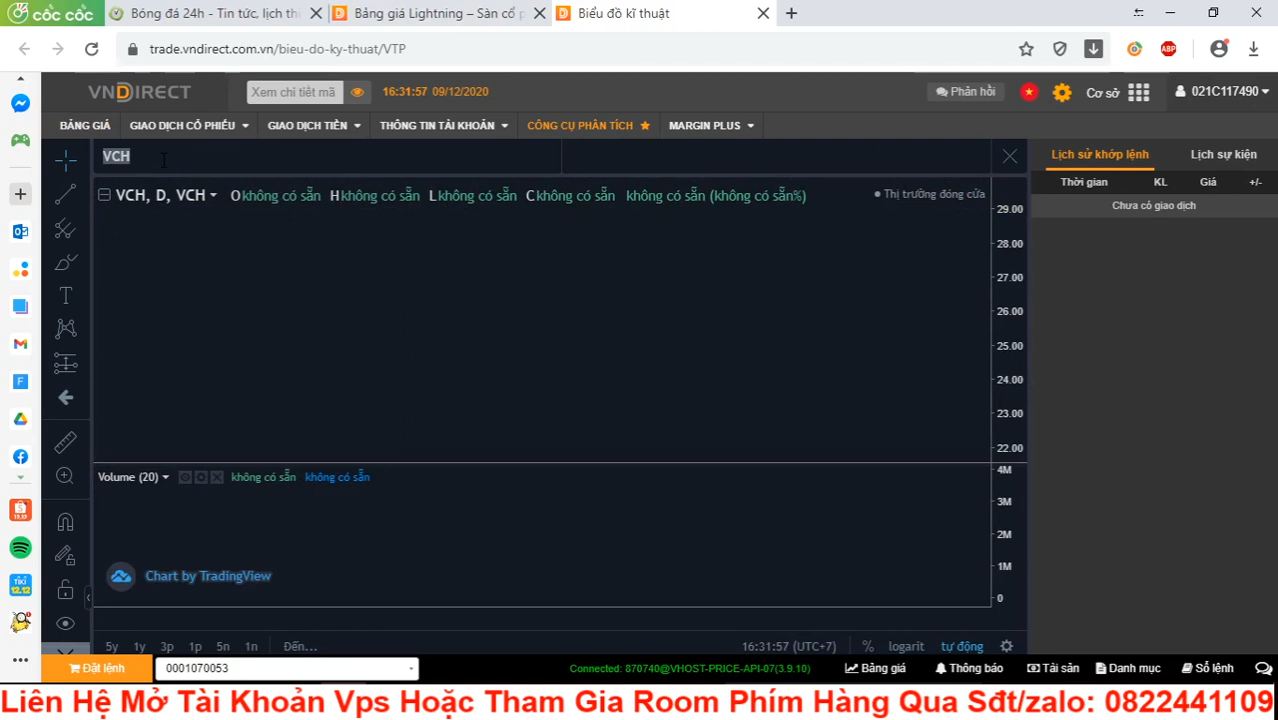 cốc cốc
Bóng đá 24h - Tin tức, lịch th
Bảng giá Lightning – Sàn cổ p
Biểu đồ kĩ thuật
trade.vndirect.com.vn/bieu-do-ky-thuat/VTP
ABP
VNDIRECT
Xem chi tiết mã
16:31:57 09/12/2020
Phản hồi
Cơ sở
021C117490
BẢNG GIÁ
GIAO DỊCH CỔ PHIẾU
GIAO DỊCH TIỀN
THÔNG TIN TÀI KHOẢN
CÔNG CỤ PHÂN TÍCH
MARGIN PLUS
VCH
Lịch sử khớp lệnh
Lịch sự kiện
Thời gian KL Giá +/-
Chưa có giao dịch
VCH, D, VCH
Okhông có sẵn Hkhông có sẵn Lkhông có sẵn Ckhông có sẵn không có sẵn (không có sẵn%)
Thị trường đóng cửa
29.00
28.00
27.00
26.00
25.00
24.00
23.00
22.00
Volume (20) không có sẵn không có sẵn
4M
3M
2M
1M
0
Chart by TradingView
5y 1y 3p 1p 5n 1n Đến...
16:31:57 (UTC+7) % logarit tự động
Đặt lệnh
0001070053
Connected: 870740@VHOST-PRICE-API-07(3.9.10)
Bảng giá
Thông báo
Tài sản
Danh mục
Sổ lệnh
Liên Hệ Mở Tài Khoản Vps Hoặc Tham Gia Room Phím Hàng Qua Sđt/zalo: 0822441109